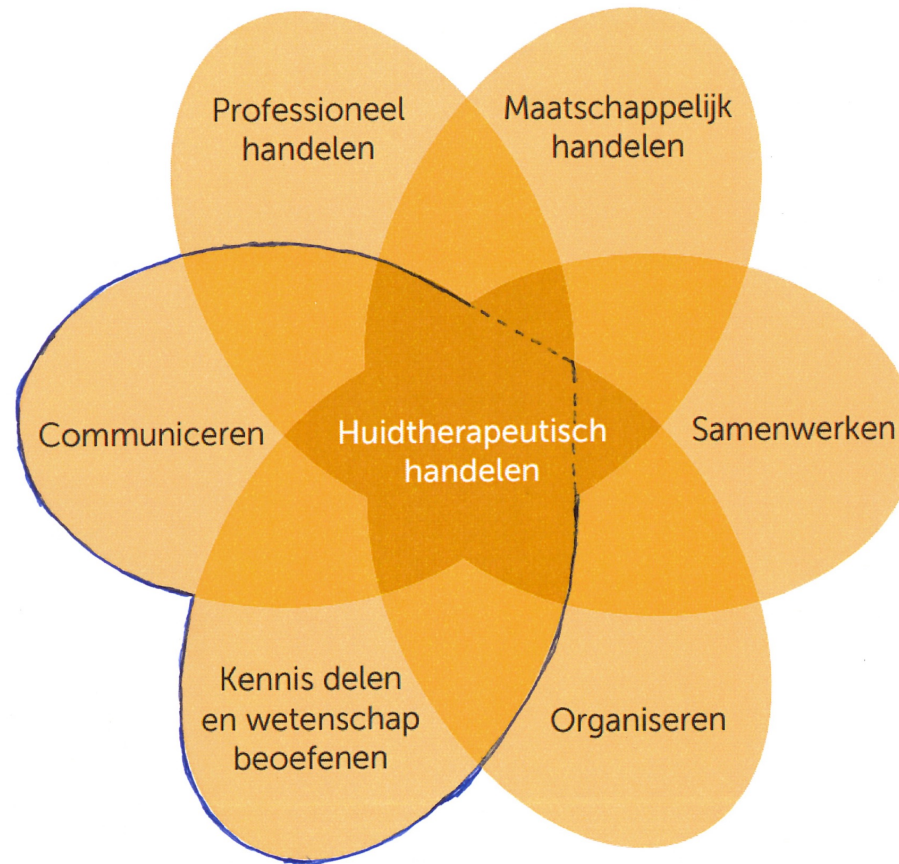 Professioneel
handelen
Maatschappelijk
handelen
Communiceren
Huidtherapeutisch
handelen
Samenwerken
Kennis delen
en wetenschap
beoefenen
Organiseren